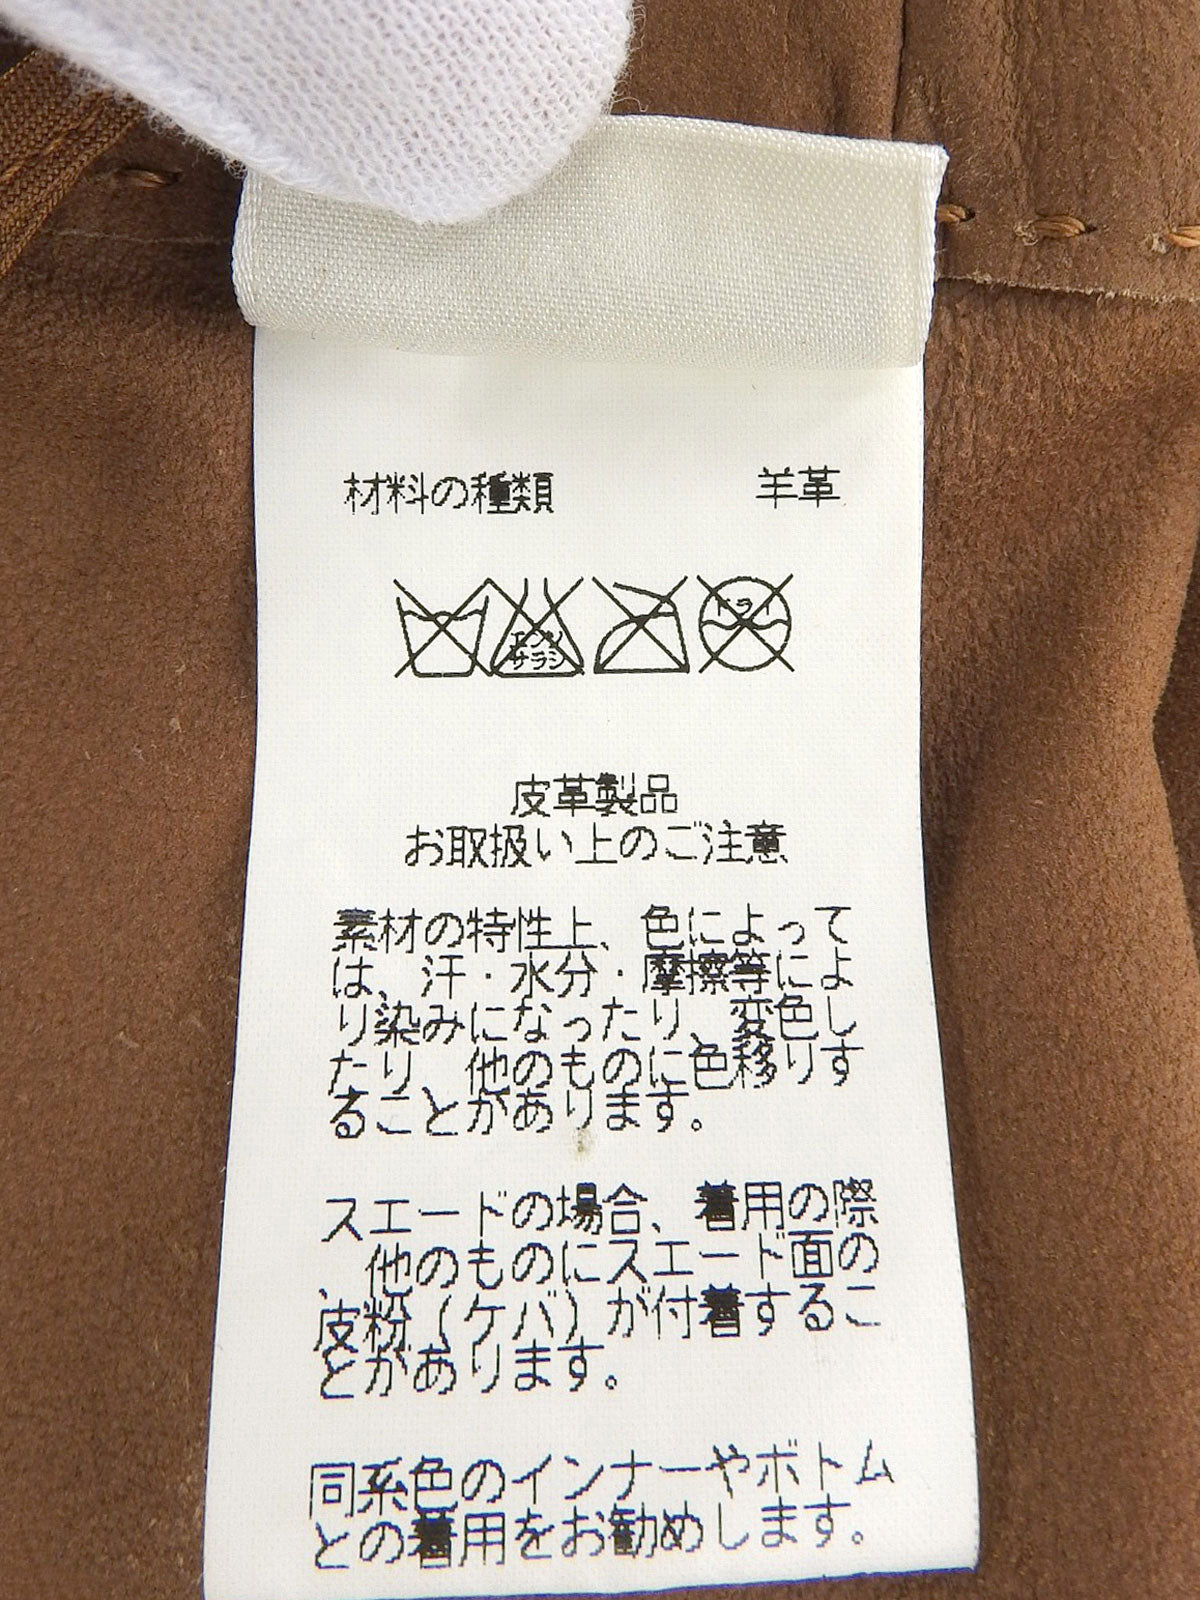 材料の種類 羊革
エンソ
サラシ
ドライ
皮革製品
お取扱い上のご注意
素材の特性上、色によって
は、汗・水分・摩擦等によ
り染みになったり、変色し
たり、他のものに色移りす
ることがあります。
スエードの場合、着用の際
、他のものにスエード面の
皮粉(ケバ)が付着するこ
とがあります。
同系色のインナーやボトム
との着用をお勧めします。